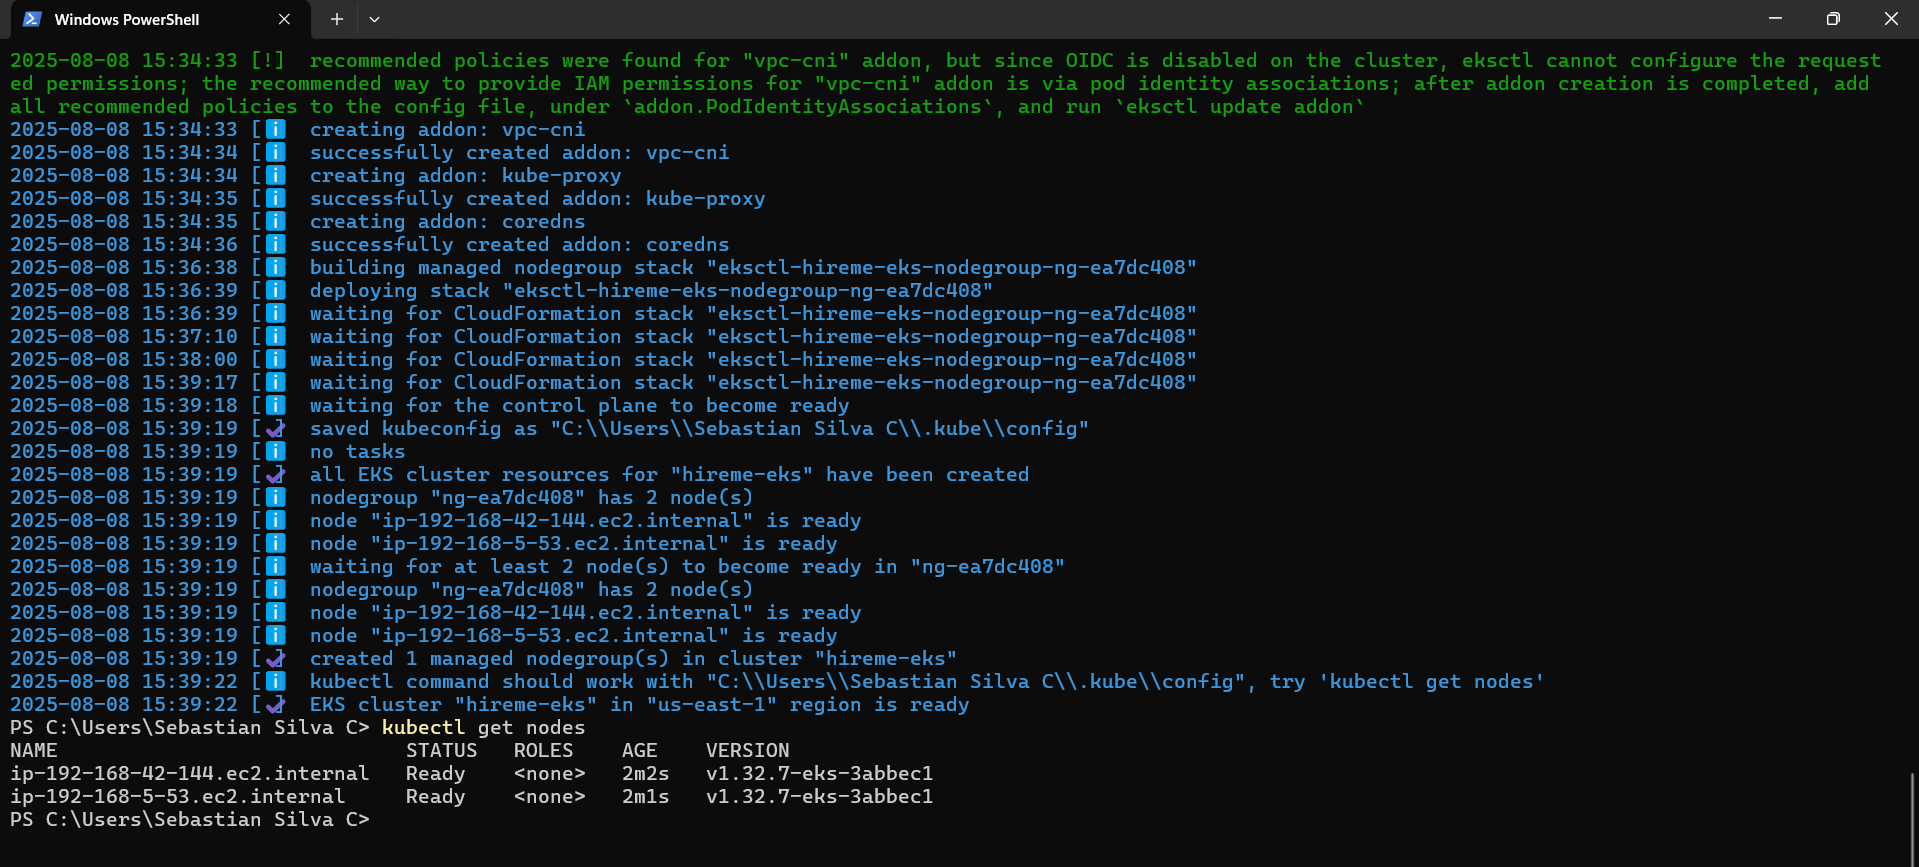 Windows PowerShell
2025-08-08 15:34:33 [!]  recommended policies were found for "vpc-cni" addon, but since OIDC is disabled on the cluster, eksctl cannot configure the request
ed permissions; the recommended way to provide IAM permissions for "vpc-cni" addon is via pod identity associations; after addon creation is completed, add
all recommended policies to the config file, under `addon.PodIdentityAssociations`, and run `eksctl update addon`
2025-08-08 15:34:33 [ℹ]  creating addon: vpc-cni
2025-08-08 15:34:34 [ℹ]  successfully created addon: vpc-cni
2025-08-08 15:34:34 [ℹ]  creating addon: kube-proxy
2025-08-08 15:34:35 [ℹ]  successfully created addon: kube-proxy
2025-08-08 15:34:35 [ℹ]  creating addon: coredns
2025-08-08 15:34:36 [ℹ]  successfully created addon: coredns
2025-08-08 15:36:38 [ℹ]  building managed nodegroup stack "eksctl-hireme-eks-nodegroup-ng-ea7dc408"
2025-08-08 15:36:39 [ℹ]  deploying stack "eksctl-hireme-eks-nodegroup-ng-ea7dc408"
2025-08-08 15:36:39 [ℹ]  waiting for CloudFormation stack "eksctl-hireme-eks-nodegroup-ng-ea7dc408"
2025-08-08 15:37:10 [ℹ]  waiting for CloudFormation stack "eksctl-hireme-eks-nodegroup-ng-ea7dc408"
2025-08-08 15:38:00 [ℹ]  waiting for CloudFormation stack "eksctl-hireme-eks-nodegroup-ng-ea7dc408"
2025-08-08 15:39:17 [ℹ]  waiting for CloudFormation stack "eksctl-hireme-eks-nodegroup-ng-ea7dc408"
2025-08-08 15:39:18 [ℹ]  waiting for the control plane to become ready
2025-08-08 15:39:19 [✔]  saved kubeconfig as "C:\\Users\\Sebastian Silva C\\.kube\\config"
2025-08-08 15:39:19 [ℹ]  no tasks
2025-08-08 15:39:19 [✔]  all EKS cluster resources for "hireme-eks" have been created
2025-08-08 15:39:19 [ℹ]  nodegroup "ng-ea7dc408" has 2 node(s)
2025-08-08 15:39:19 [ℹ]  node "ip-192-168-42-144.ec2.internal" is ready
2025-08-08 15:39:19 [ℹ]  node "ip-192-168-5-53.ec2.internal" is ready
2025-08-08 15:39:19 [ℹ]  waiting for at least 2 node(s) to become ready in "ng-ea7dc408"
2025-08-08 15:39:19 [ℹ]  nodegroup "ng-ea7dc408" has 2 node(s)
2025-08-08 15:39:19 [ℹ]  node "ip-192-168-42-144.ec2.internal" is ready
2025-08-08 15:39:19 [ℹ]  node "ip-192-168-5-53.ec2.internal" is ready
2025-08-08 15:39:19 [✔]  created 1 managed nodegroup(s) in cluster "hireme-eks"
2025-08-08 15:39:22 [ℹ]  kubectl command should work with "C:\\Users\\Sebastian Silva C\\.kube\\config", try 'kubectl get nodes'
2025-08-08 15:39:22 [✔]  EKS cluster "hireme-eks" in "us-east-1" region is ready
PS C:\Users\Sebastian Silva C> kubectl get nodes
NAME                             STATUS   ROLES    AGE    VERSION
ip-192-168-42-144.ec2.internal   Ready    <none>   2m2s   v1.32.7-eks-3abbec1
ip-192-168-5-53.ec2.internal     Ready    <none>   2m1s   v1.32.7-eks-3abbec1
PS C:\Users\Sebastian Silva C>